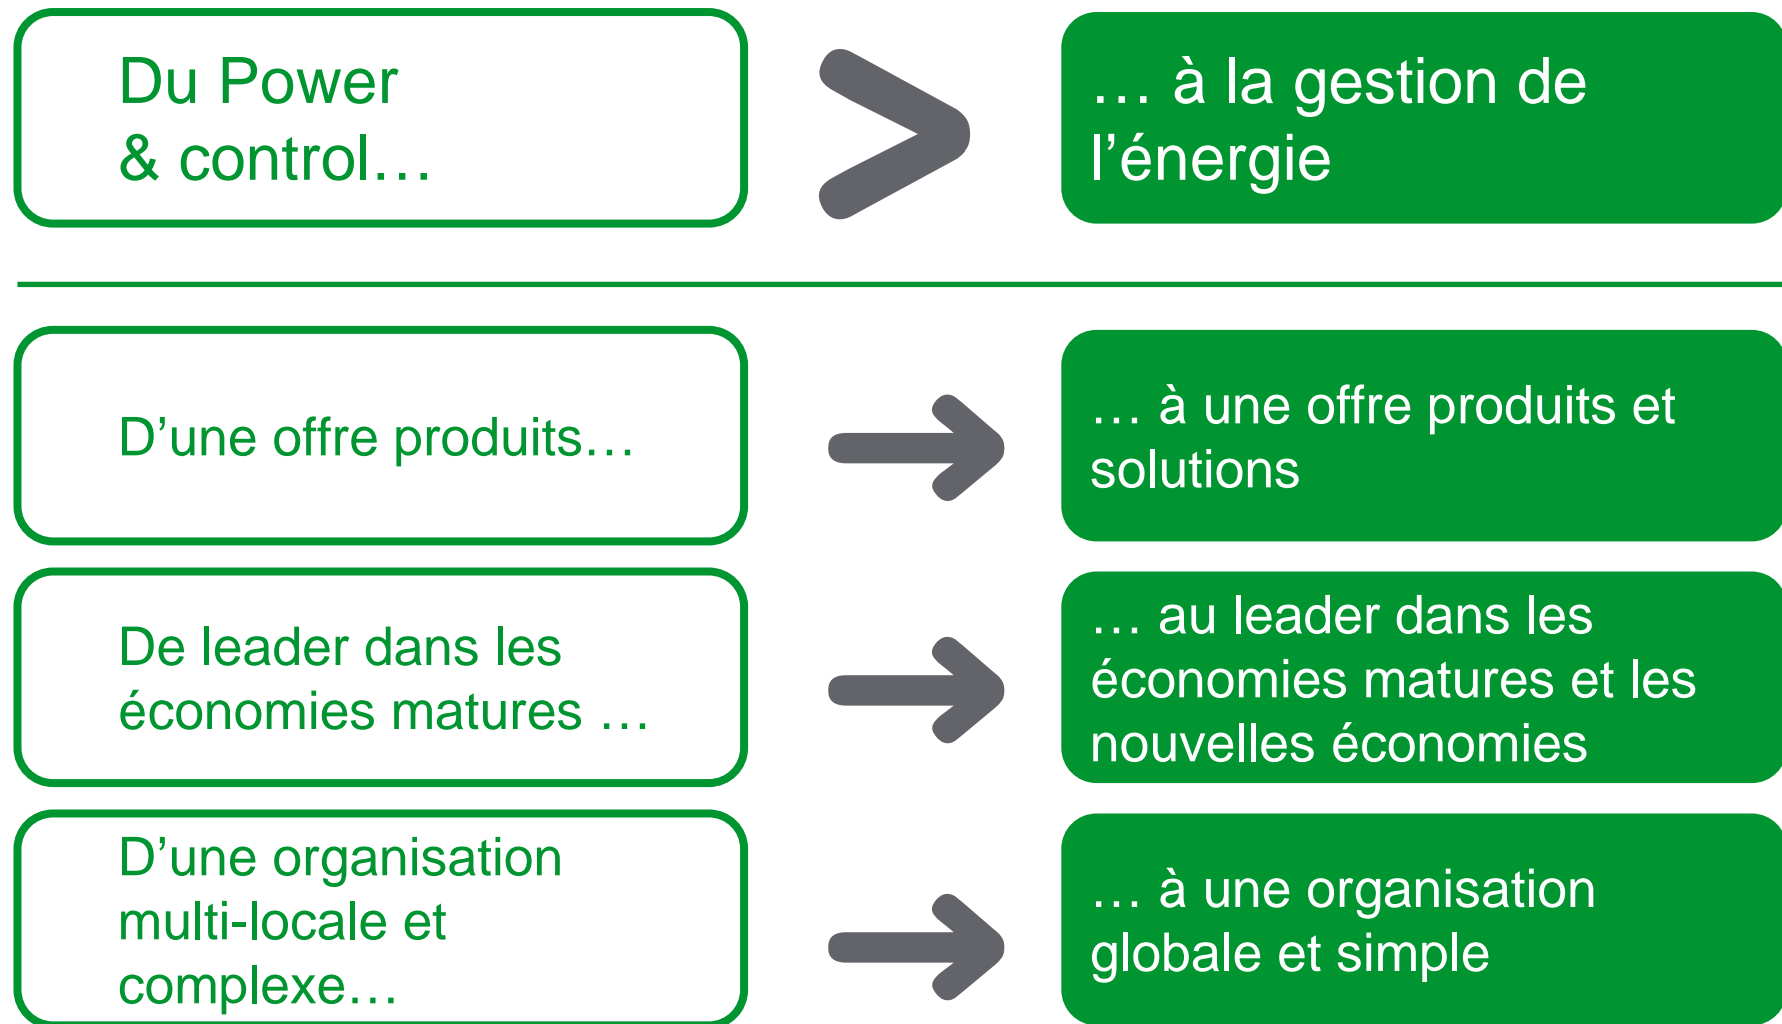 Du Power
& control…
… à la gestion de
l’énergie
D’une offre produits…
… à une offre produits et
solutions
De leader dans les
économies matures …
… au leader dans les
économies matures et les
nouvelles économies
D’une organisation
multi-locale et
complexe…
… à une organisation
globale et simple